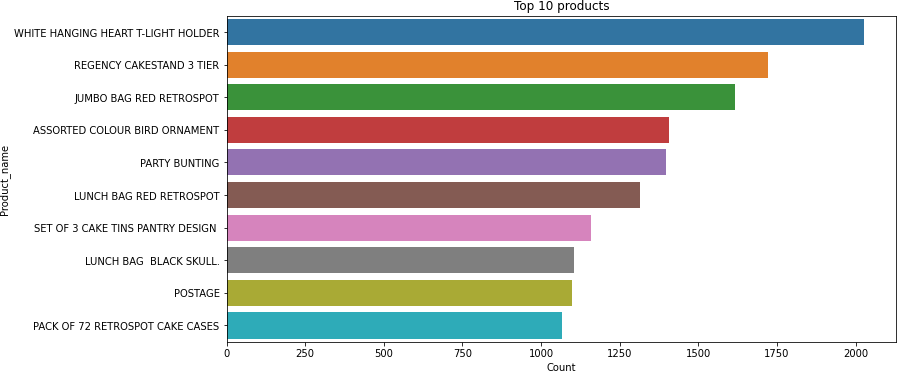 Top 10 products
Product_name
WHITE HANGING HEART T-LIGHT HOLDER
REGENCY CAKESTAND 3 TIER
JUMBO BAG RED RETROSPOT
ASSORTED COLOUR BIRD ORNAMENT
PARTY BUNTING
LUNCH BAG RED RETROSPOT
SET OF 3 CAKE TINS PANTRY DESIGN
LUNCH BAG  BLACK SKULL.
POSTAGE
PACK OF 72 RETROSPOT CAKE CASES
0 250 500 750 1000 1250 1500 1750 2000
Count